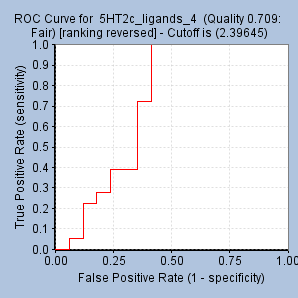 ROC Curve for 5HT2c_ligands_4 (Quality 0.709:
Fair) [ranking reversed] - Cutoff is (2.39645)
True Positive Rate (sensitivity)
1.0
0.9
0.8
0.7
0.6
0.5
0.4
0.3
0.2
0.1
0.0
0.00 0.25 0.50 0.75 1.00
False Positive Rate (1 - specificity)